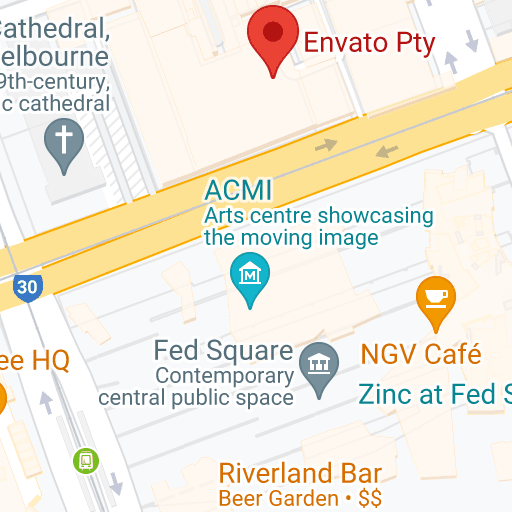 Cathedral,
elbourne
9th-century,
c cathedral
Envato Pty
ACMI
Arts centre showcasing
the moving image
30
M
NGV Café
Fed Square
Contemporary
central public space
ee HQ
Zinc at Fed S
Riverland Bar
Beer Garden • $$